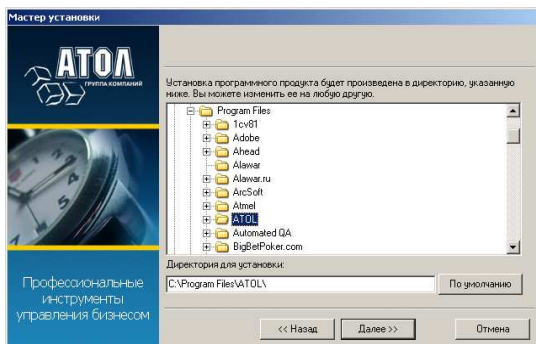 Мастер установки
АТОЛ
ГРУППА КОМПАНИЙ
Установка программного продукта будет произведена в директорию, указанную
ниже. Вы можете изменить ее на любую другую.
Program Files
1cv81
Adobe
Ahead
Alawar
Alawar.ru
ArcSoft
Atmel
ATOL
Automated QA
BigBetPoker.com
Директория для установки:
C:\Program Files\ATOL\
По умолчанию
Профессиональные
инструменты
управления бизнесом
<< Назад
Далее >>
Отмена